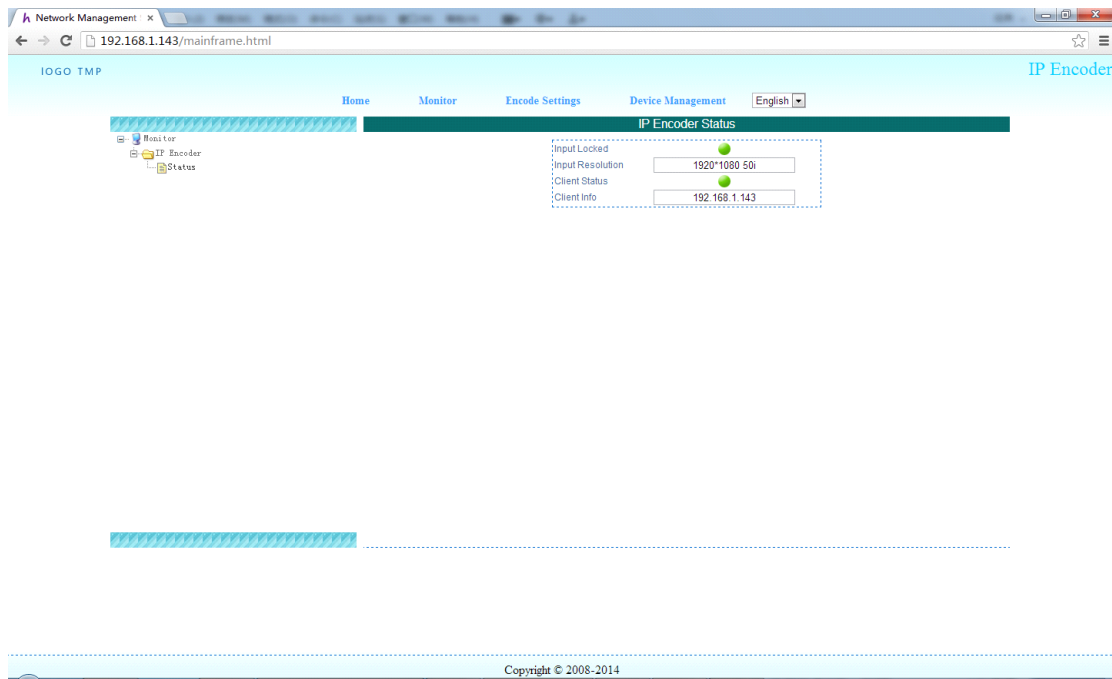 Network Management
192.168.1.143/mainframe.html
lOGO TMP
IP Encoder
Home Monitor Encode Settings Device Management English
IP Encoder Status
Monitor
IP Encoder
Status
Input Locked
Input Resolution 1920*1080 50i
Client Status
Client Info 192.168.1.143
Copyright © 2008-2014